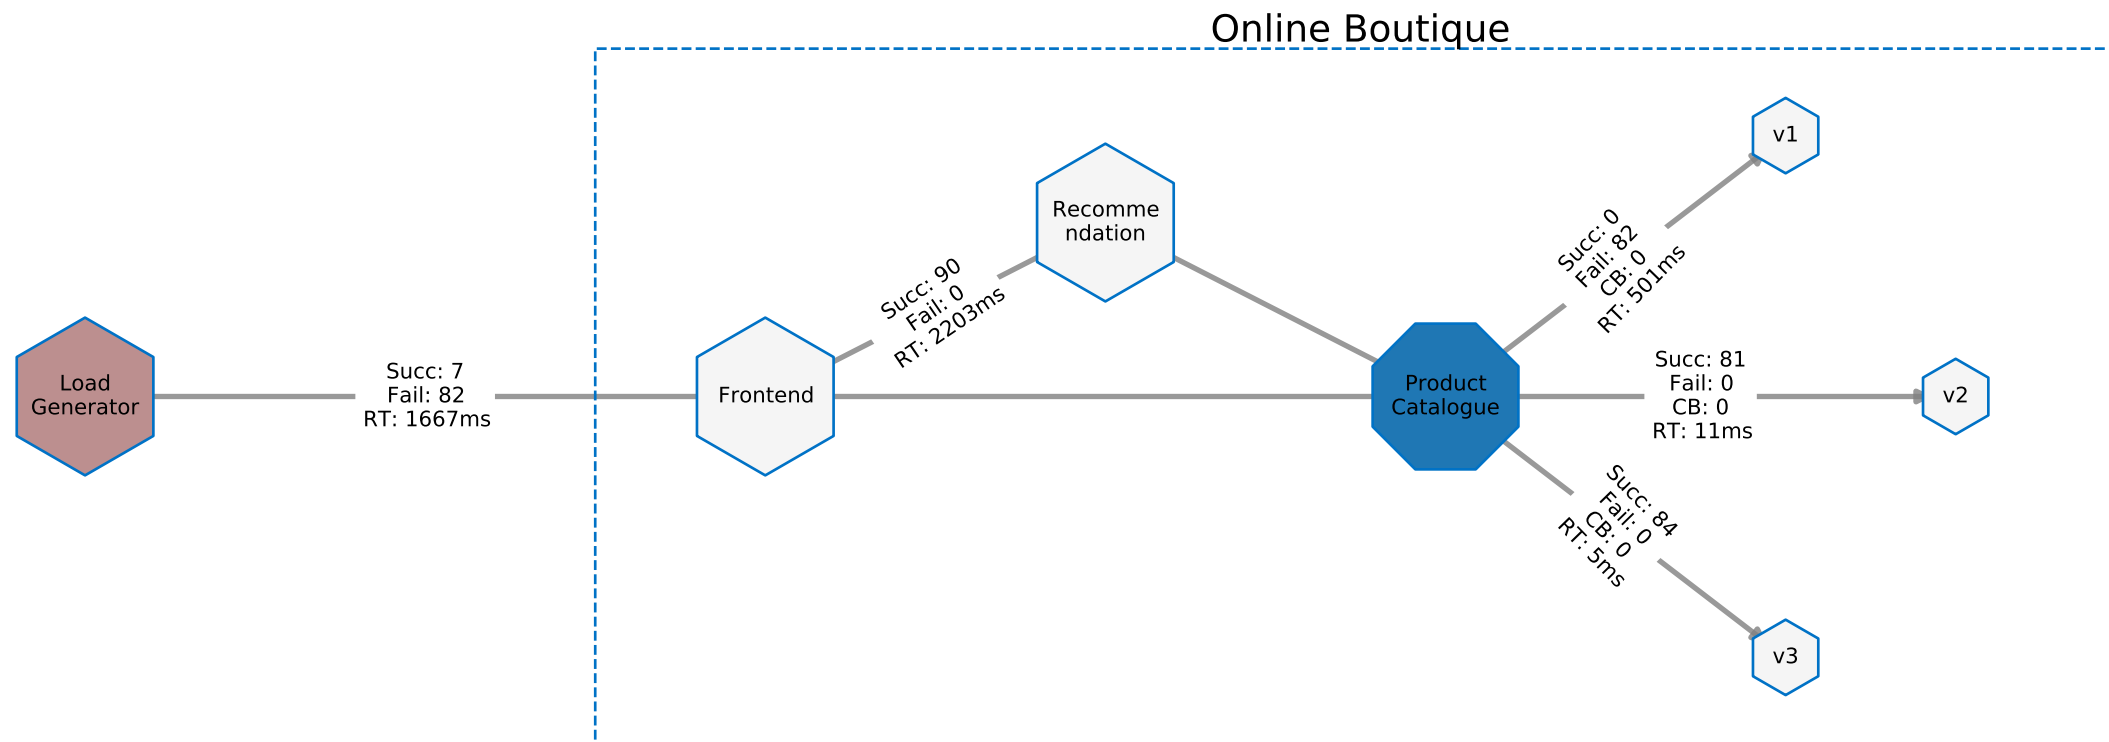 Online Boutique
v1
Recomme
ndation
Succ: 0
Fail: 82
CB: 0
RT: 501ms
Succ: 90
Fail: 0
RT: 2203ms
Load
Generator
Succ: 7
Fail: 82
RT: 1667ms
Frontend
Product
Catalogue
Succ: 81
Fail: 0
CB: 0
RT: 11ms
v2
Succ: 84
Fail: 0
CB: 0
RT: 5ms
v3